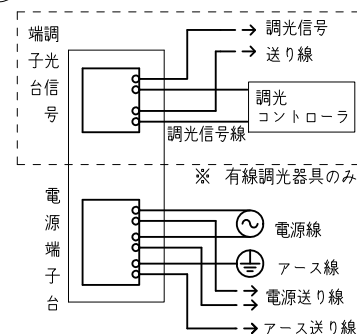 調光信号
端子台
調光信号
送り線
調光
コントローラ
調光信号線
※ 有線調光器具のみ
電源端子台
電源線
アース線
電源送り線
アース送り線